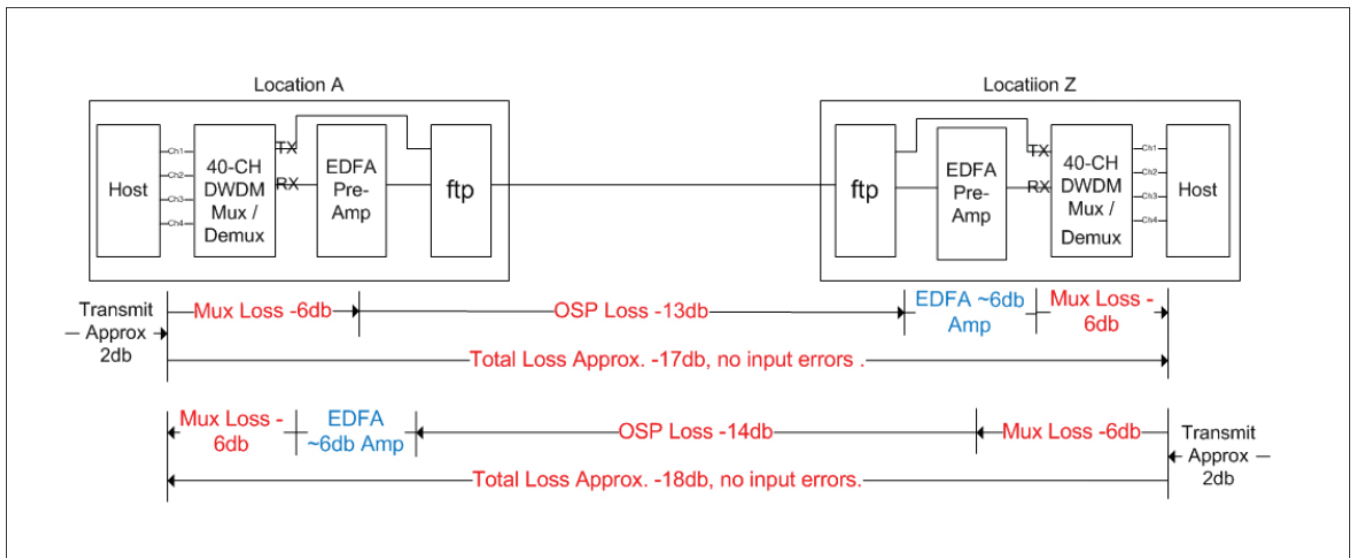 Location A
Locatiion Z
Host
Ch1
Ch2
Ch3
Ch4
40-CH
DWDM
Mux /
Demux
TX
RX
EDFA
Pre-
Amp
ftp
ftp
EDFA
Pre-
Amp
TX
RX
40-CH
DWDM
Mux /
Demux
Ch1
Ch2
Ch3
Ch4
Host
Transmit
Approx
2db
Mux Loss -6db
OSP Loss -13db
EDFA ~6db
Amp
Mux Loss -
6db
Total Loss Approx. -17db, no input errors .
Mux Loss -
6db
EDFA
~6db Amp
OSP Loss -14db
Mux Loss -6db
Transmit
Approx
2db
Total Loss Approx. -18db, no input errors.